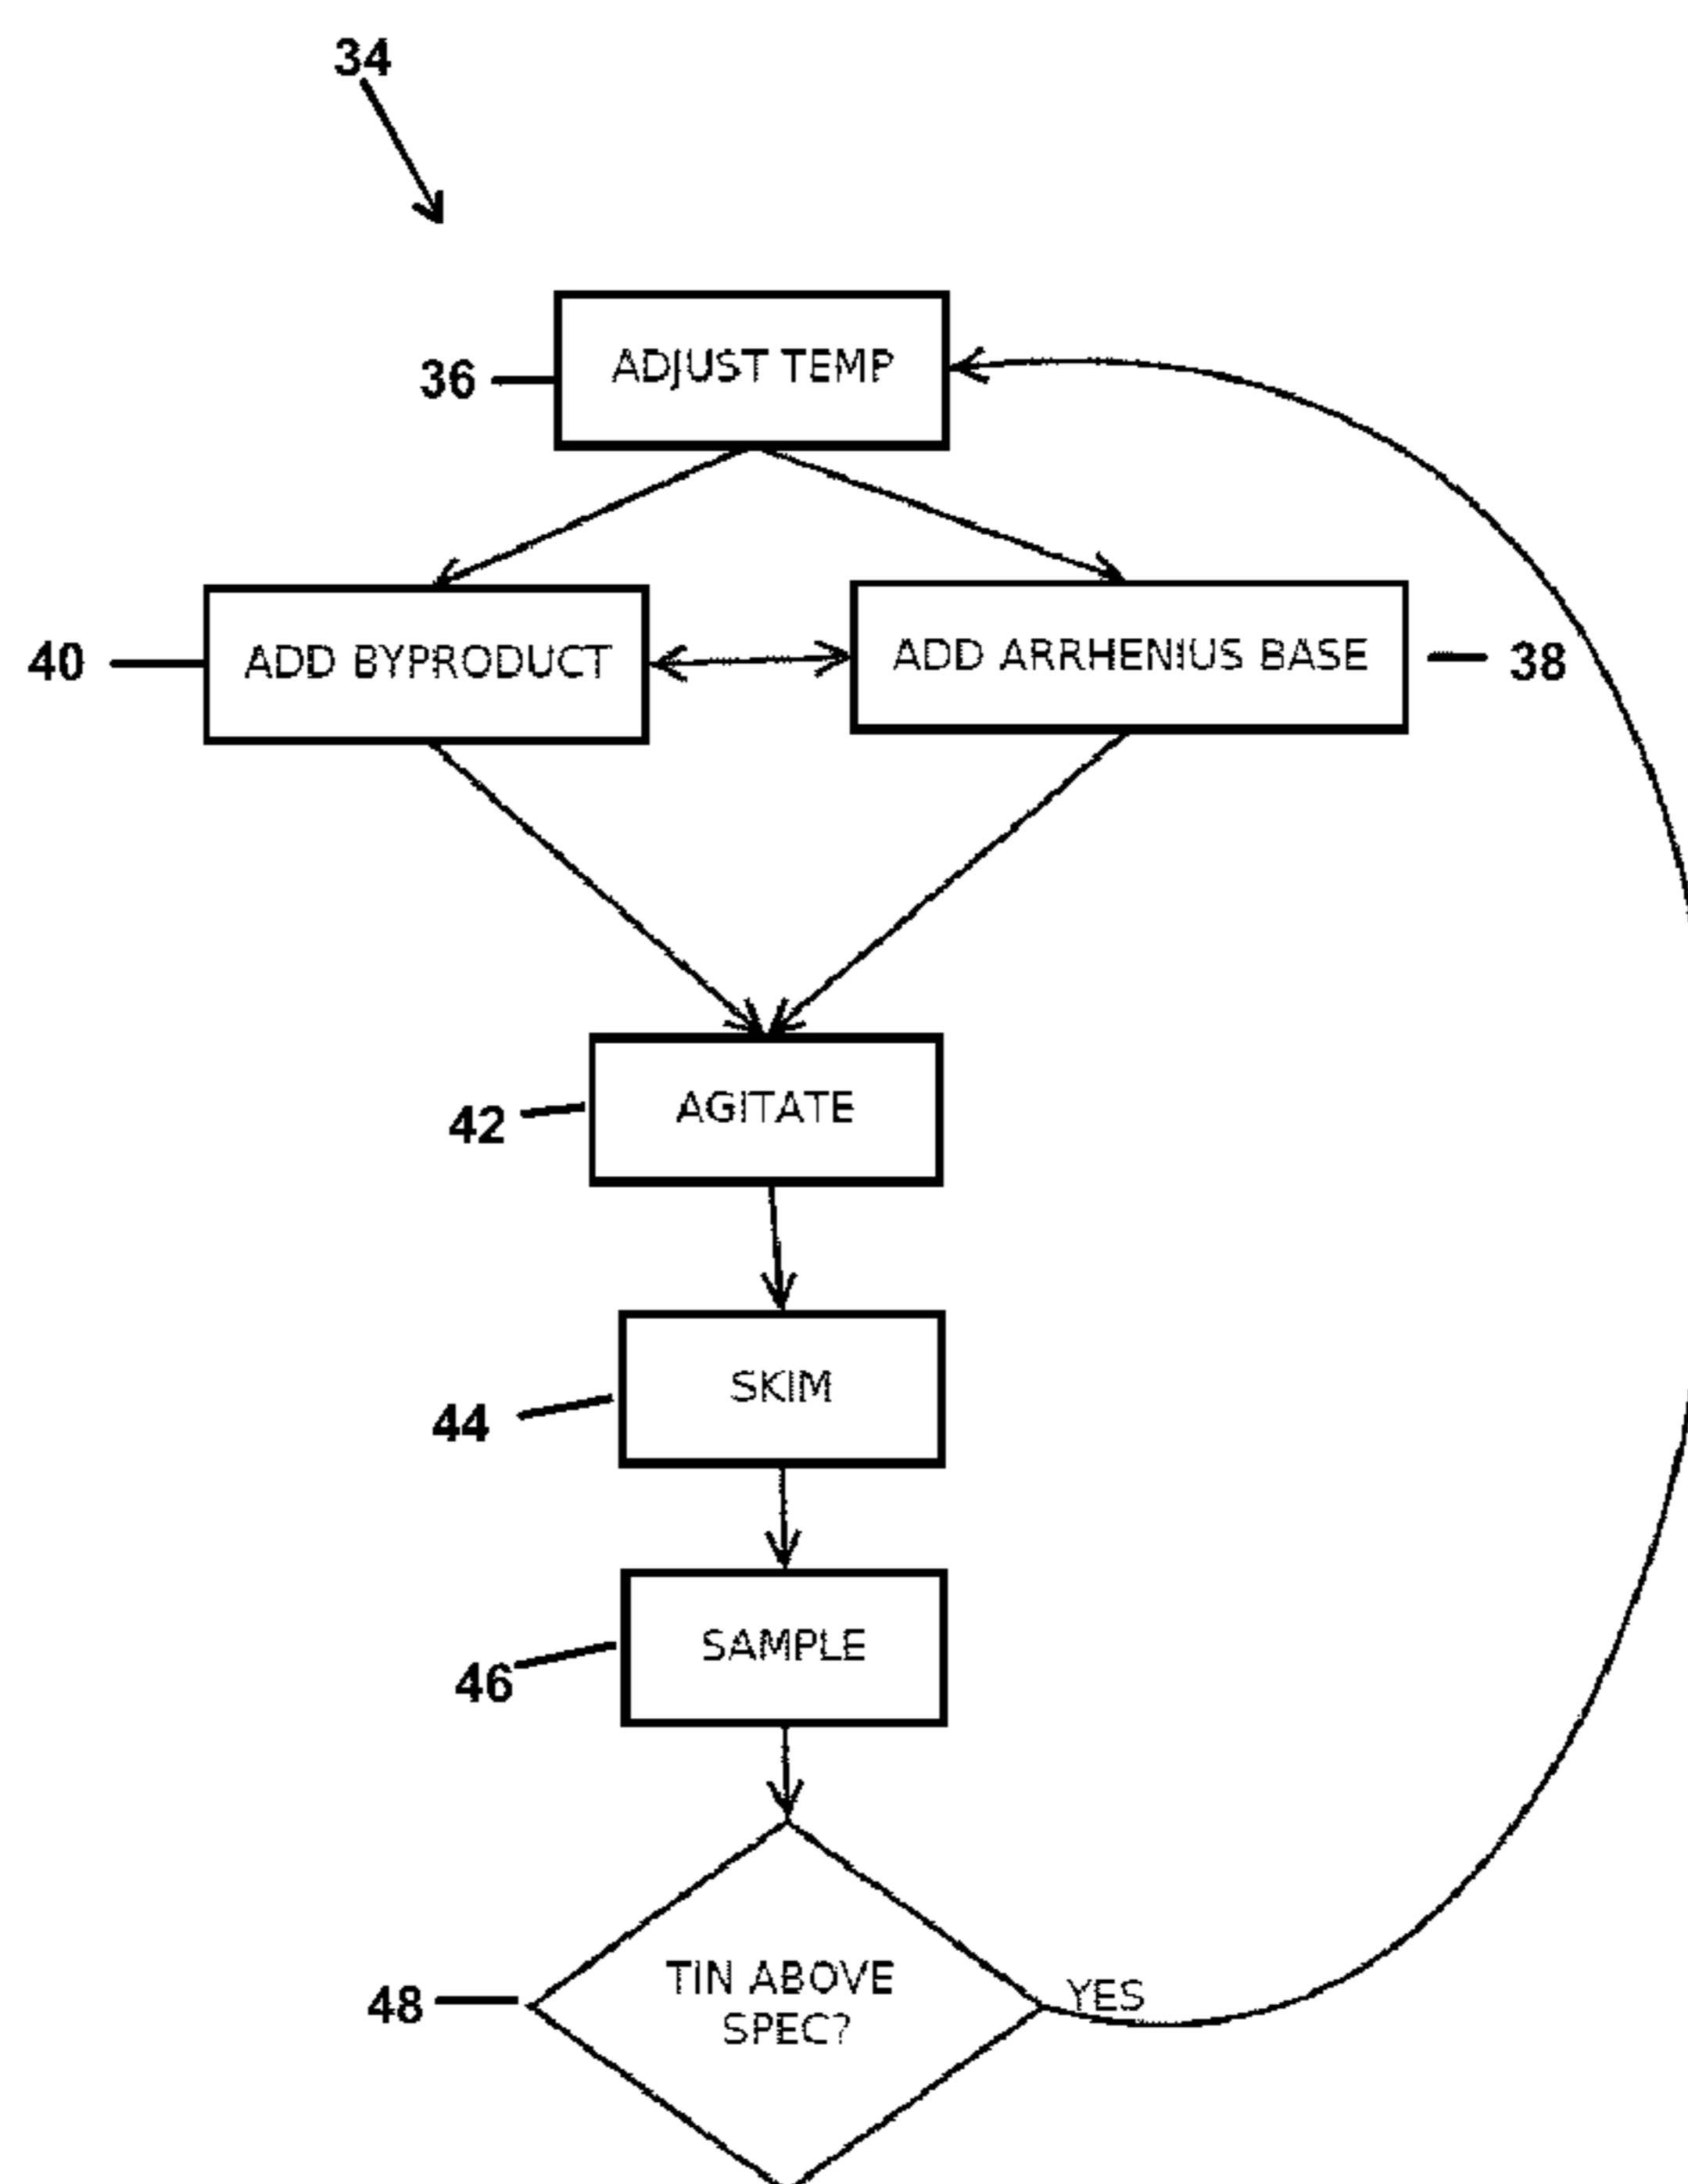 34
36
ADJUST TEMP
40
ADD BYPRODUCT
ADD ARRHENIUS BASE
38
42
AGITATE
44
SKIM
46
SAMPLE
48
TIN ABOVE
SPEC?
YES